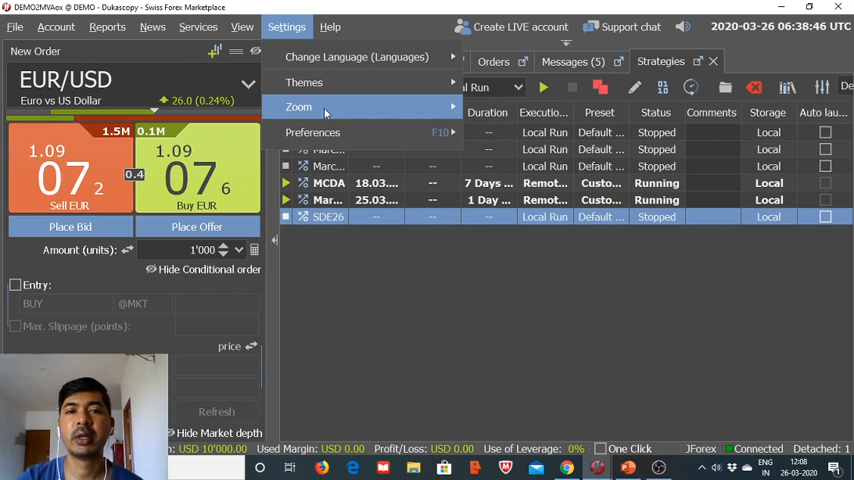 DEMO2MVAox @ DEMO - Dukascopy - Swiss Forex Marketplace
File Account Reports News Services View Settings Help
Create LIVE account Support chat 2020-03-26 06:38:46 UTC
New Order
EUR/USD
Euro vs US Dollar 26.0 (0.24%)
1.5M 0.1M
1.09 1.09
07 2 0.4 07 6
Sell EUR Buy EUR
Place Bid Place Offer
Amount (units): 1'000
Hide Conditional order
Entry:
BUY @MKT
Max. Slippage (points):
price
Refresh
Hide Market depth
Change Language (Languages)
Themes
Zoom
Preferences F10
Orders Messages (5) Strategies
al Run De
Duration Executio... Preset Status Comments Storage Auto lau...
-- Local Run Default ... Stopped Local
Marc... -- Local Run Default ... Stopped Local
Marc... -- -- -- Local Run Default ... Stopped Local
MCDA 18.03.... -- 7 Days ... Remot... Custo... Running Local
Mar... 25.03.... -- 1 Day ... Remot... Custo... Running Local
SDE26 -- -- -- Local Run Default ... Stopped Local
USD 10'000.00 Used Margin: USD 0.00 Profit/Loss: USD 0.00 Use of Leverage: 0% One Click JForex Connected Detached: 1
ENG
IN
12:08
26-03-2020